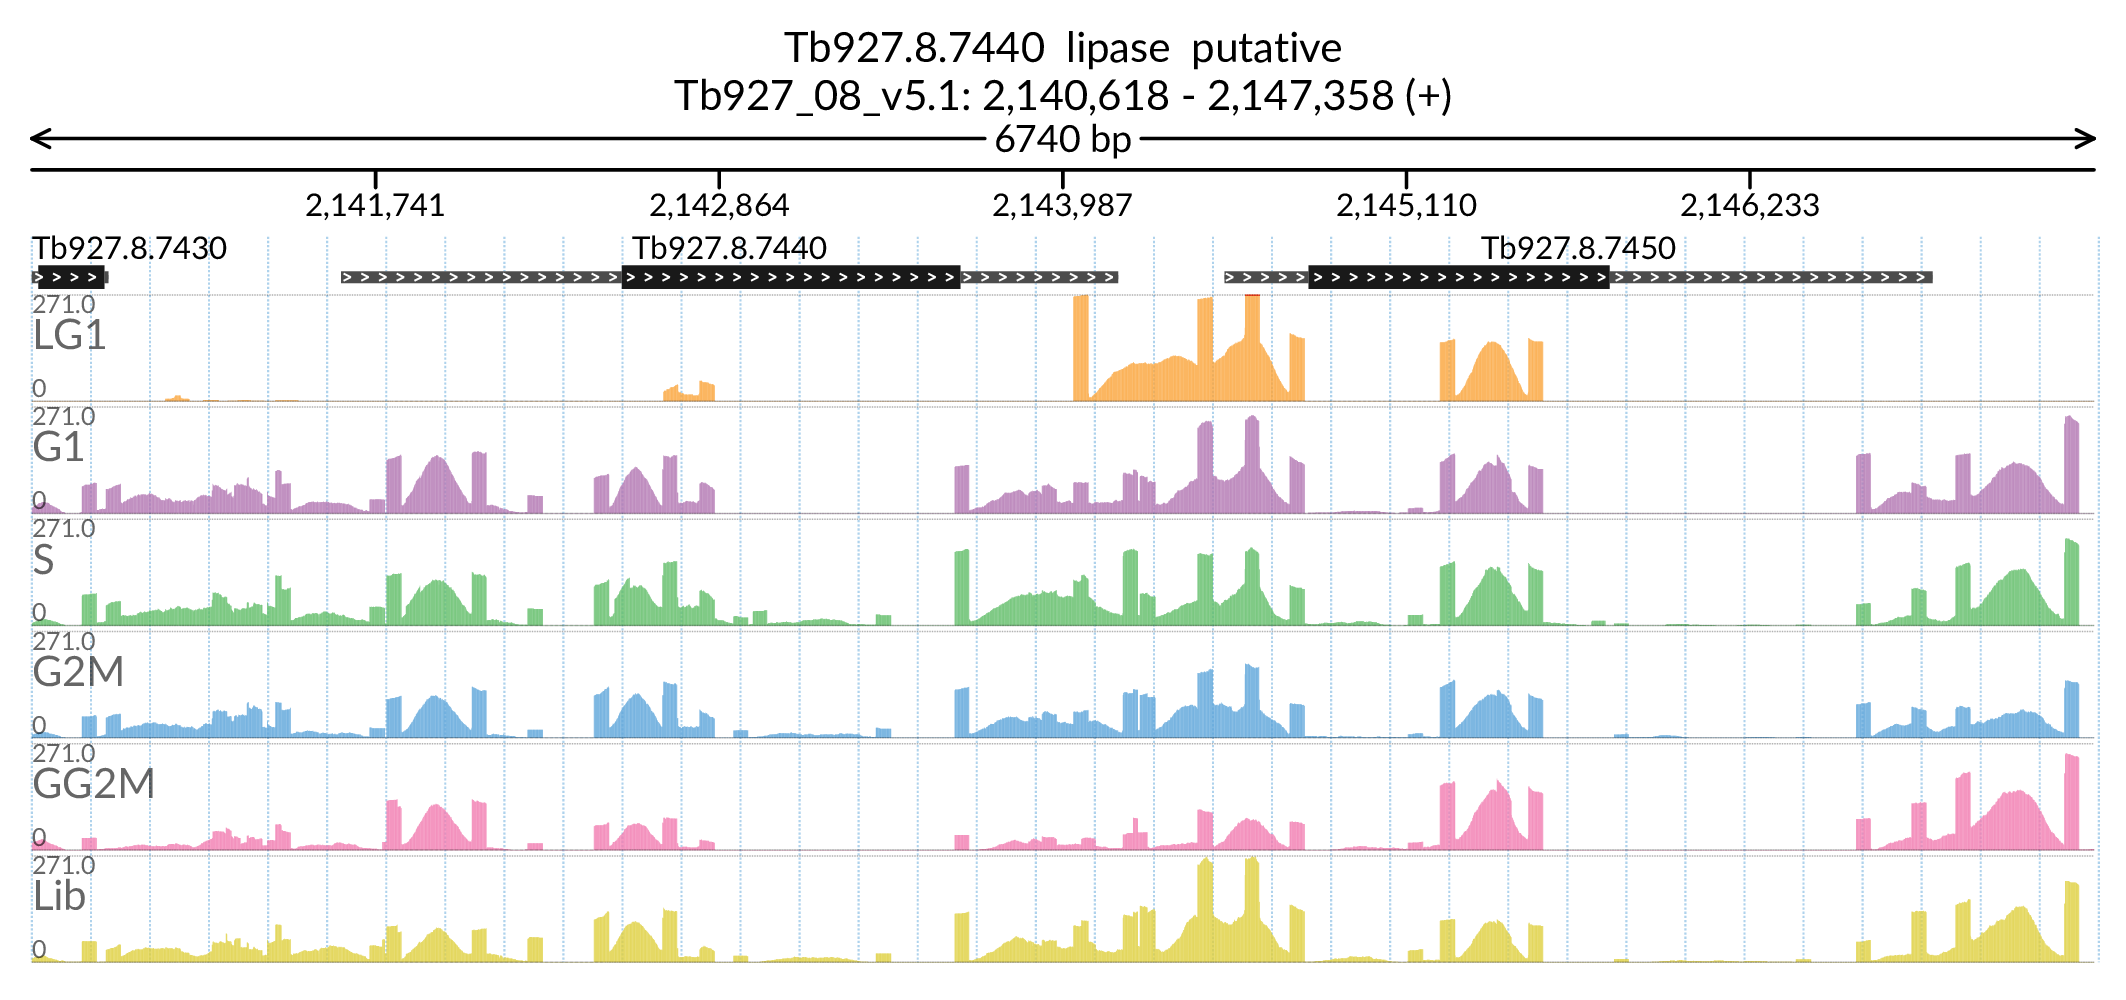 Tb927.8.7440 lipase putative
Tb927_08_v5.1: 2,140,618 - 2,147,358 (+)
6740 bp
2,141,741 2,142,864 2,143,987 2,145,110 2,146,233
Tb927.8.7430 Tb927.8.7440 Tb927.8.7450
271.0
LG1
0
271.0
G1
0
271.0
S
0
271.0
G2M
0
271.0
GG2M
0
271.0
Lib
0